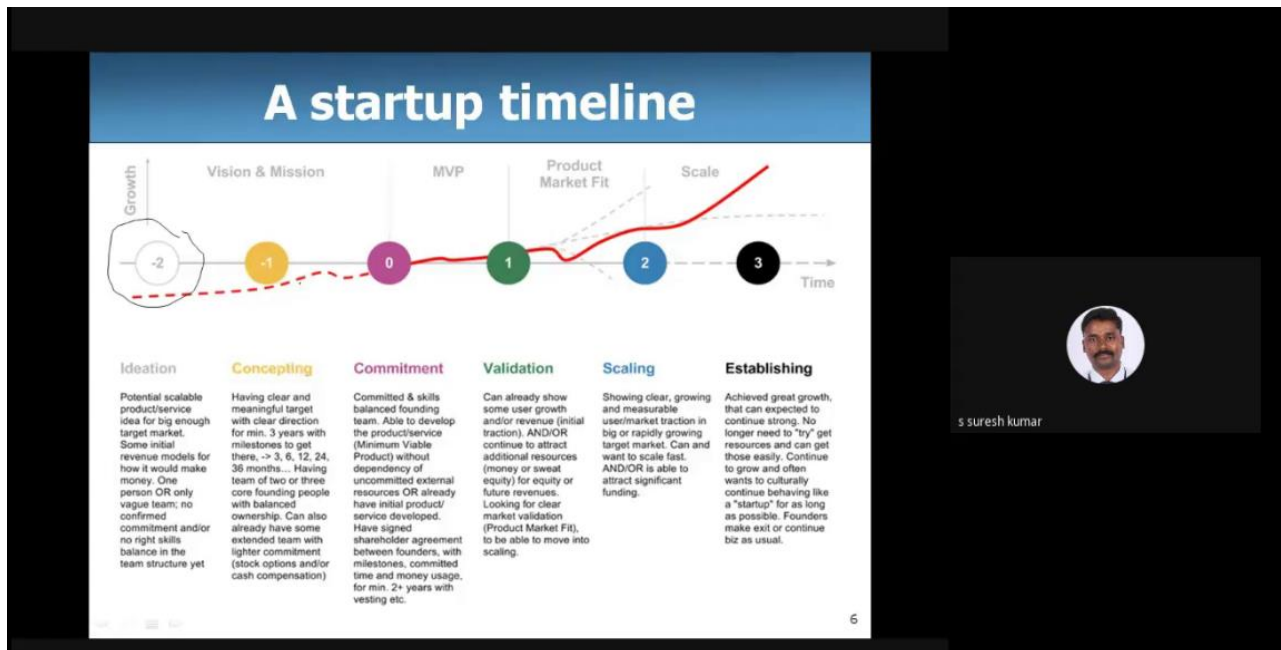 A startup timeline
Growth
Vision & Mission
MVP
Product
Market Fit
Scale
-2
-1
0
1
2
3
Time
Ideation
Potential scalable
product/service
idea for big enough
target market.
Some initial
revenue models for
how it would make
money. One
person OR only
vague team; no
confirmed
commitment and/or
no right skills
balance in the
team structure yet
Concepting
Having clear and
meaningful target
with clear direction
for min. 3 years with
milestones to get
there, -> 3, 6, 12, 24,
36 months... Having
team of two or three
core founding people
with balanced
ownership. Can also
already have some
extended team with
lighter commitment
(stock options and/or
cash compensation)
Commitment
Committed & skills
balanced founding
team. Able to develop
the product/service
(Minimum Viable
Product) without
dependency of
uncommitted external
resources OR already
have initial product/
service developed.
Have signed
shareholder agreement
between founders, with
milestones, committed
time and money usage,
for min. 2+ years with
vesting etc.
Validation
Can already show
some user growth
and/or revenue (initial
traction). AND/OR
continue to attract
additional resources
(money or sweat
equity) for equity or
future revenues.
Looking for clear
market validation
(Product Market Fit),
to be able to move into
scaling.
Scaling
Showing clear, growing
and measurable
user/market traction in
big or rapidly growing
target market. Can and
want to scale fast.
AND/OR is able to
attract significant
funding.
Establishing
Achieved great growth,
that can expected to
continue strong. No
longer need to "try" get
resources and can get
those easily. Continue
to grow and often
wants to culturally
continue behaving like
a "startup" for as long
as possible. Founders
make exit or continue
biz as usual.
6
s suresh kumar